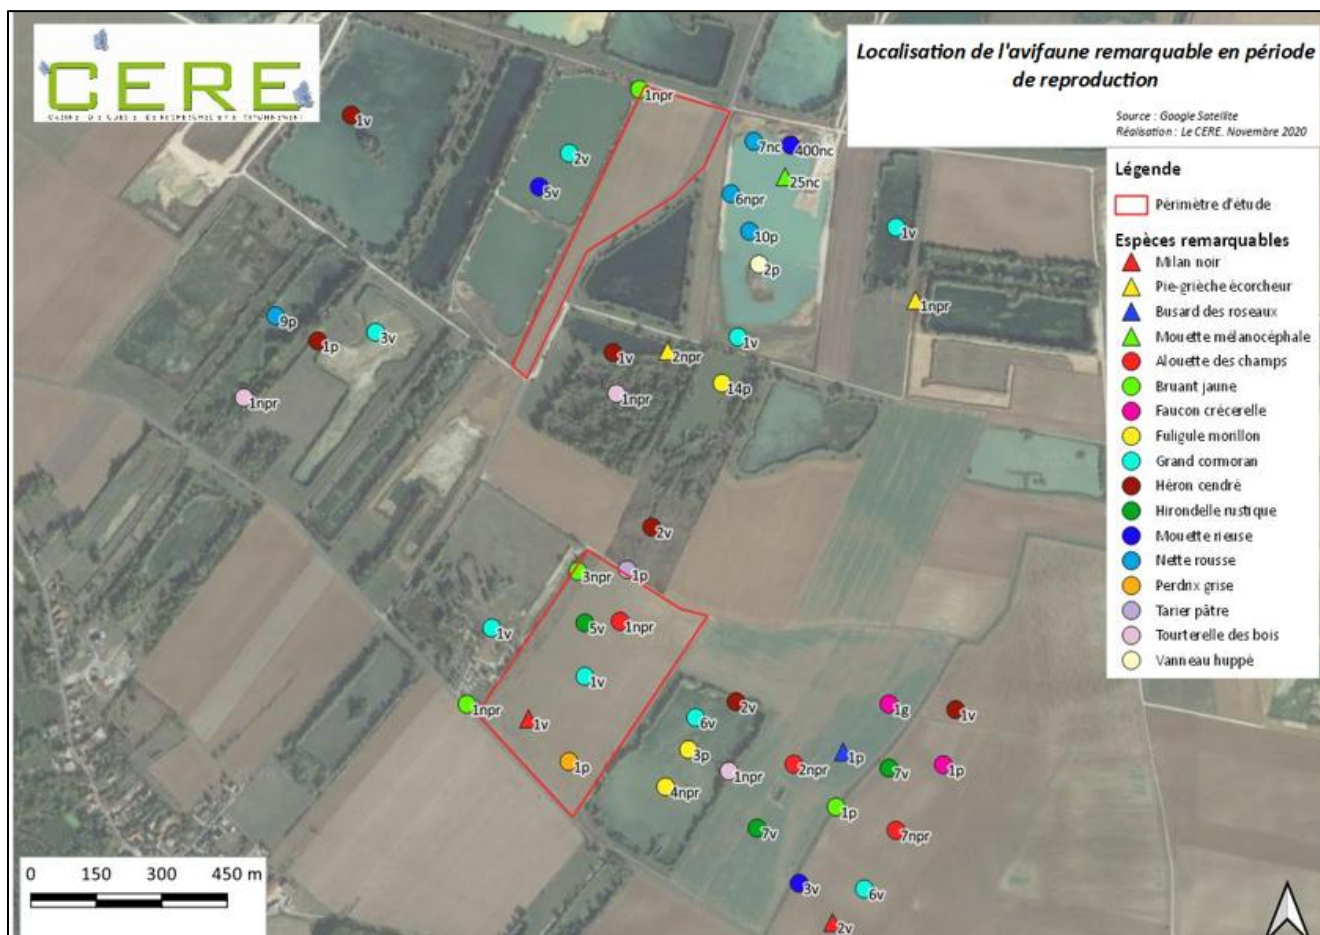 CERE
Localisation de l'avifaune remarquable en période
de reproduction
Source : Google Satellite
Réalisation : Le CERE. Novembre 2020
Légende
Périmètre d'étude
Espèces remarquables
Milan noir
Pie-grièche écorcheur
Busard des roseaux
Mouette mélanocéphale
Alouette des champs
Bruant jaune
Faucon crécerelle
Fuligule morillon
Grand cormoran
Héron cendré
Hirondelle rustique
Mouette rieuse
Nette rousse
Perdrix grise
Tarier pâtre
Tourterelle des bois
Vanneau huppé
1npr
1v
2v
5v
7nc
400nc
25nc
6npr
10p
2p
1v
1npr
9p
1p
3v
1v
1v
2npr
14p
1npr
1npr
2v
3npr
1p
5v
1npr
1v
1v
1npr
1v
1p
2v
6v
3p
4npr
1npr
2npr
1p
1g
1v
7v
1p
1p
7v
7npr
3v
6v
2v
0 150 300 450 m